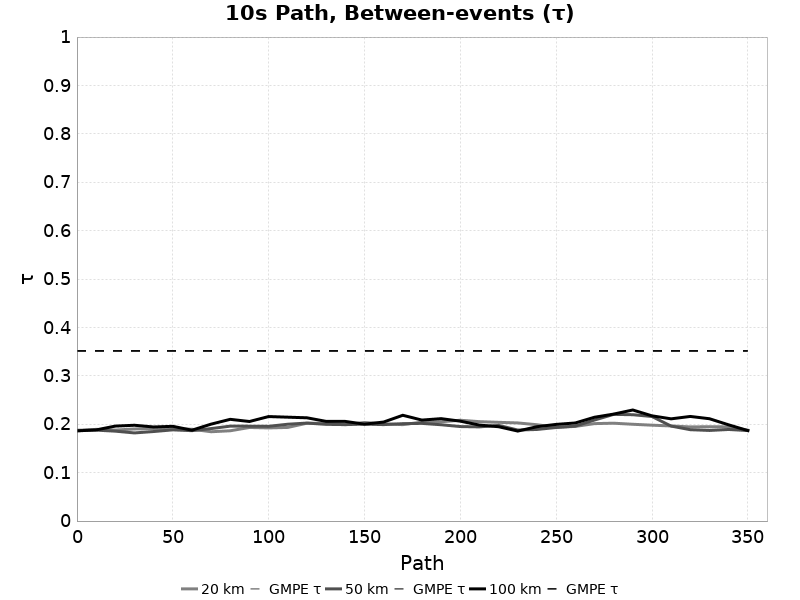 10s Path, Between-events (τ)
1
0.9
0.8
0.7
0.6
0.5
0.4
0.3
0.2
0.1
0
τ
0 50 100 150 200 250 300 350
Path
20 km GMPE τ 50 km GMPE τ 100 km GMPE τ